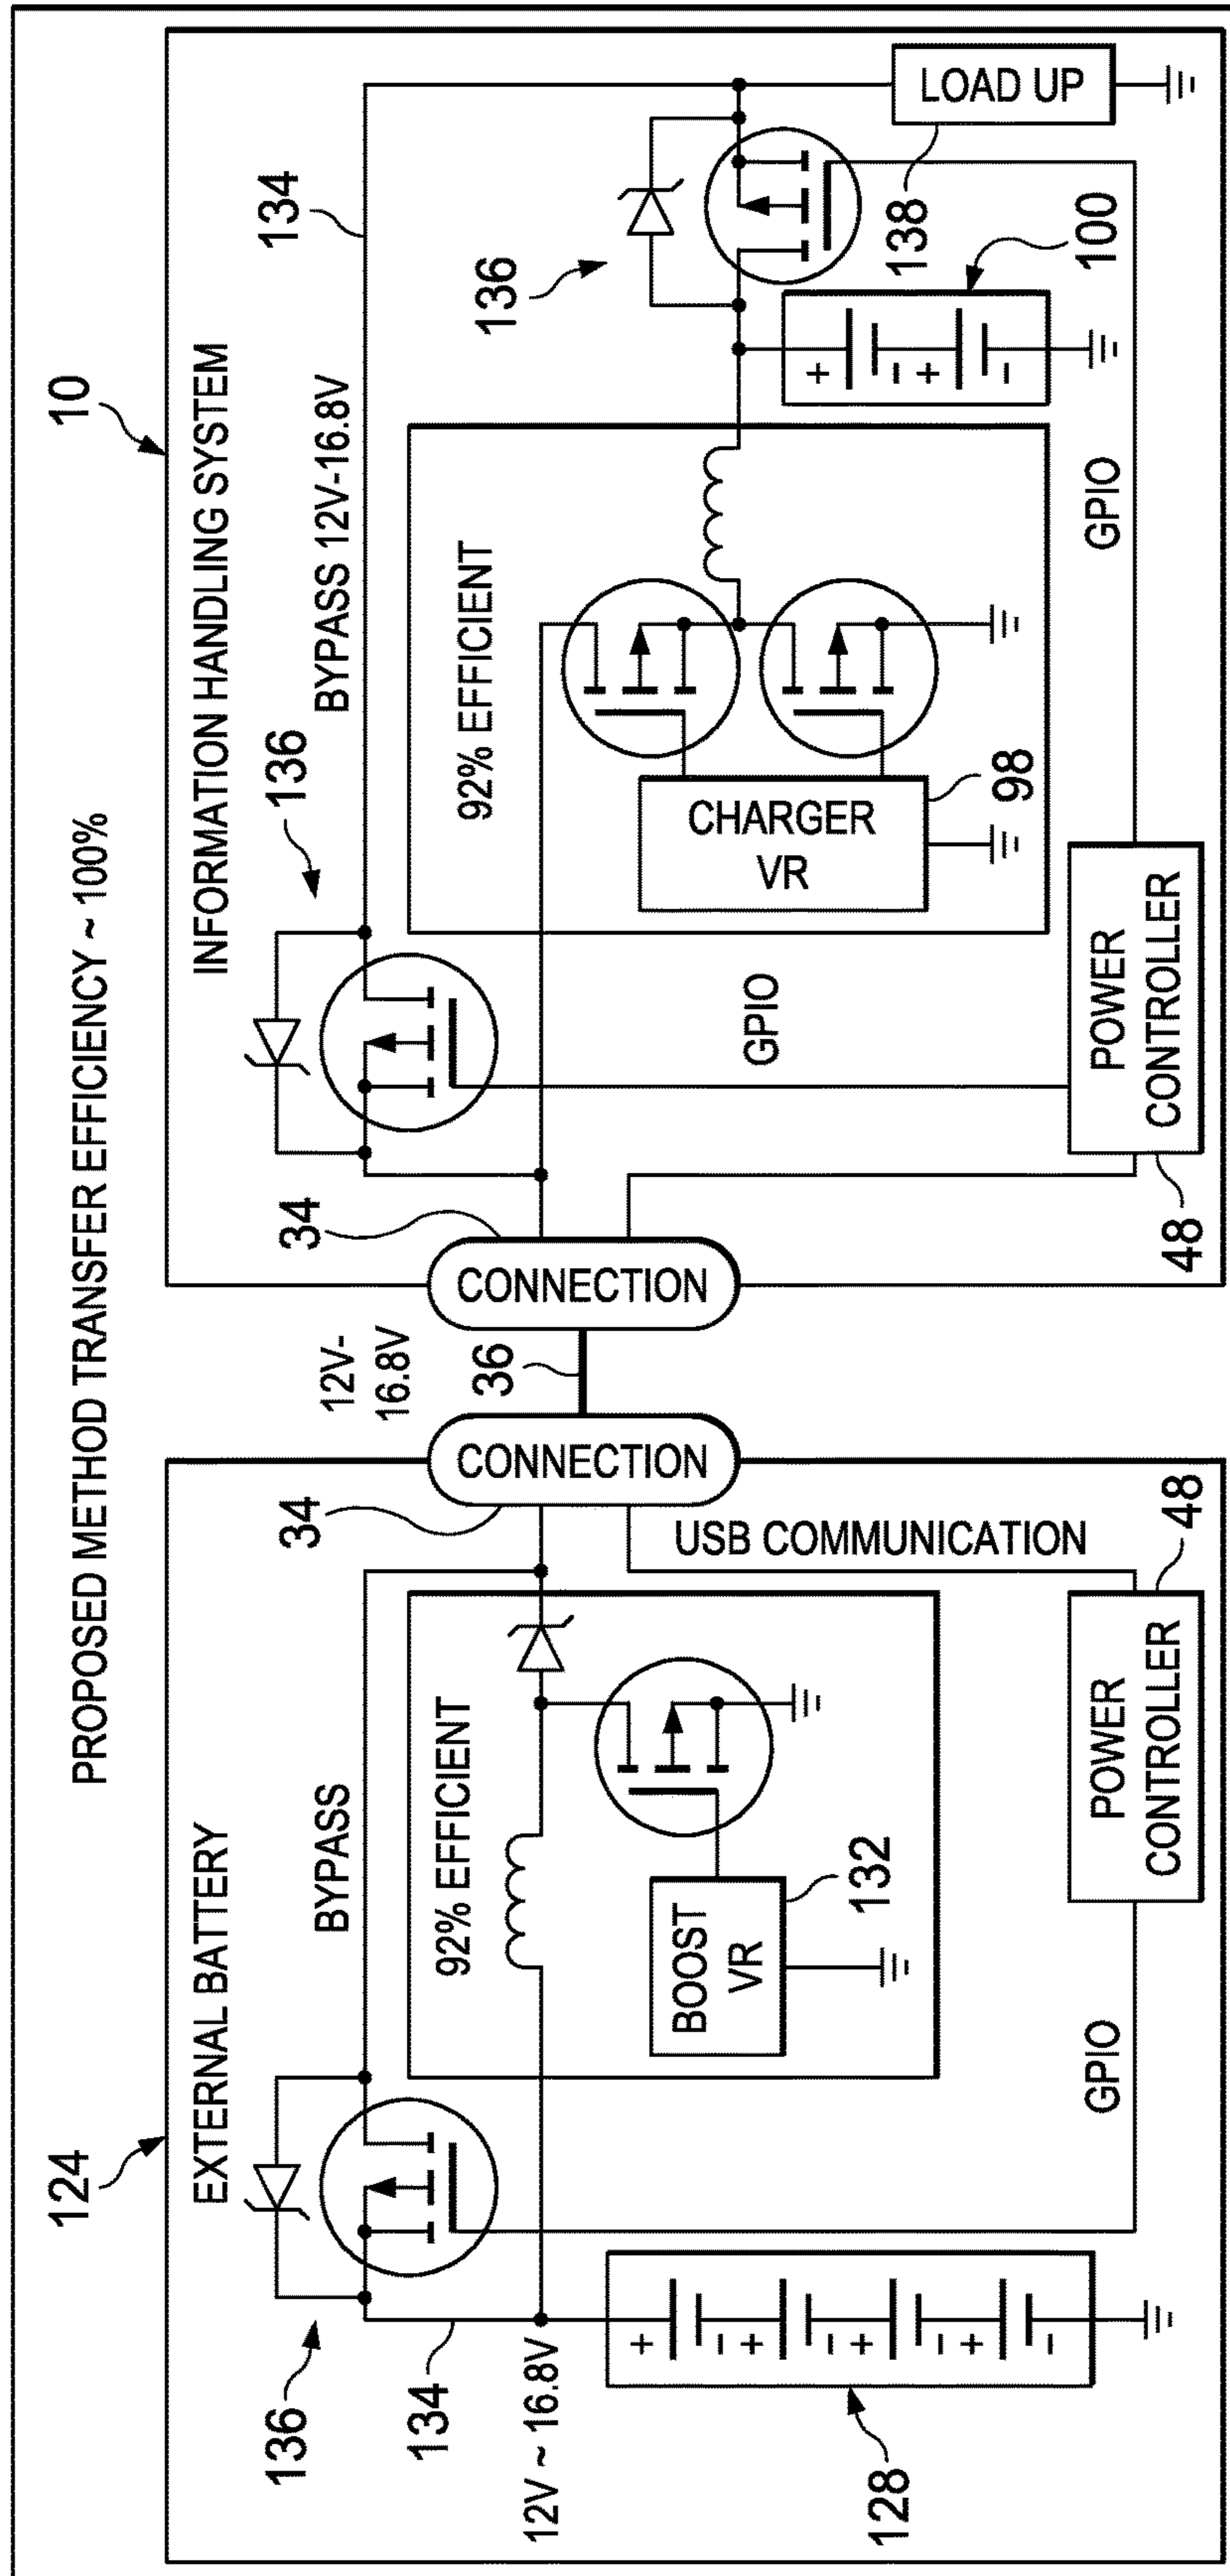 PROPOSED METHOD TRANSFER EFFICIENCY ~ 100%
124
EXTERNAL BATTERY
136
BYPASS
134
12V ~ 16.8V
92% EFFICIENT
BOOST
VR
132
+
-
+
-
+
-
+
-
128
GPIO
POWER
CONTROLLER
48
USB COMMUNICATION
34
CONNECTION
12V-
16.8V
36
10
INFORMATION HANDLING SYSTEM
34
CONNECTION
136
BYPASS 12V-16.8V
134
92% EFFICIENT
CHARGER
VR
98
GPIO
POWER
CONTROLLER
48
GPIO
136
+
-
+
-
100
138
LOAD UP